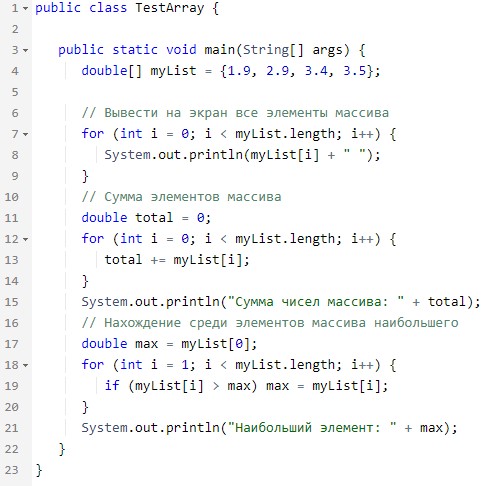 1 public class TestArray {
2
3 public static void main(String[] args) {
4 double[] myList = {1.9, 2.9, 3.4, 3.5};
5
6 // Вывести на экран все элементы массива
7 for (int i = 0; i < myList.length; i++) {
8 System.out.println(myList[i] + " ");
9 }
10 // Сумма элементов массива
11 double total = 0;
12 for (int i = 0; i < myList.length; i++) {
13 total += myList[i];
14 }
15 System.out.println("Сумма чисел массива: " + total);
16 // Нахождение среди элементов массива наибольшего
17 double max = myList[0];
18 for (int i = 1; i < myList.length; i++) {
19 if (myList[i] > max) max = myList[i];
20 }
21 System.out.println("Наибольший элемент: " + max);
22 }
23 }